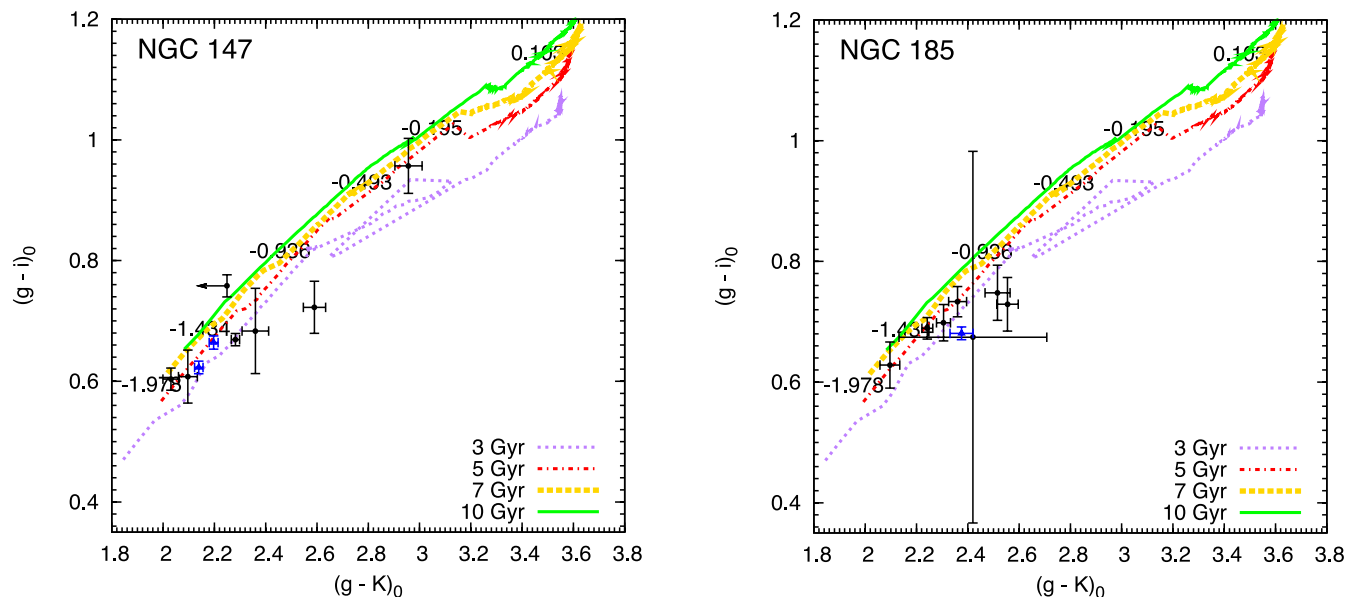 NGC 147
1.2
1
0.8
0.6
0.4
(g - i)₀
0.103
-0.195
-0.493
-0.936
-1.434
-1.978
3 Gyr
5 Gyr
7 Gyr
10 Gyr
1.8 2 2.2 2.4 2.6 2.8 3 3.2 3.4 3.6 3.8
(g - K)₀
NGC 185
1.2
1
0.8
0.6
0.4
(g - i)₀
-0.195
-0.493
-0.936
-1.978
3 Gyr
5 Gyr
7 Gyr
10 Gyr
1.8 2 2.2 2.4 2.6 2.8 3 3.2 3.4 3.6 3.8
(g - K)₀